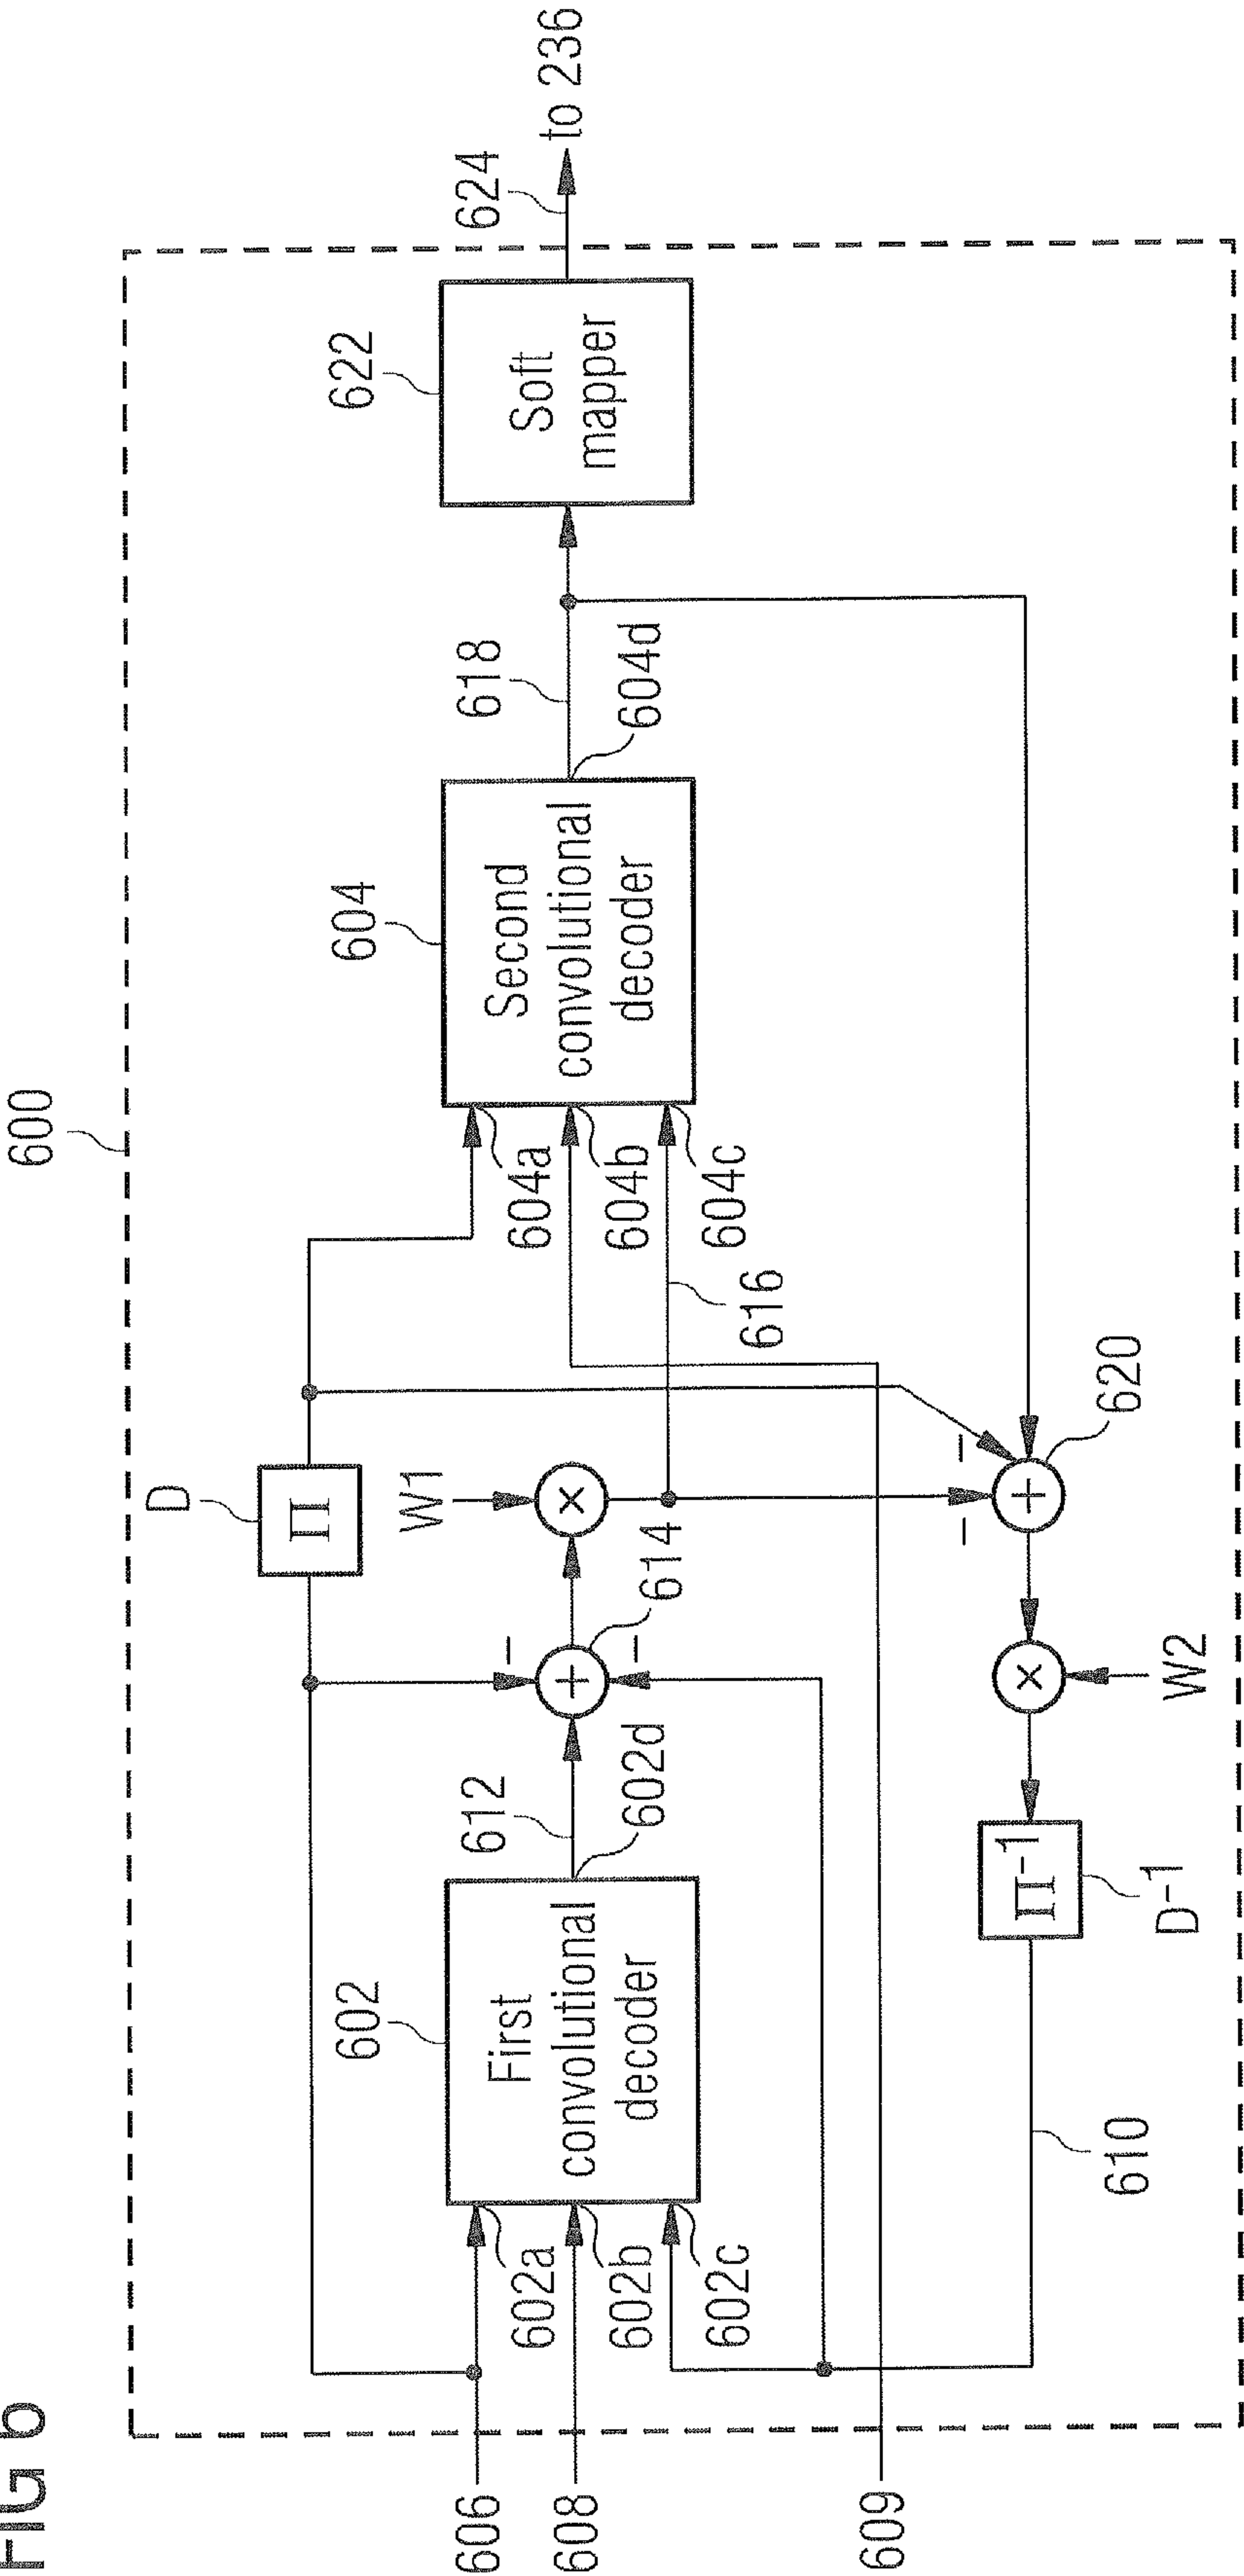 FIG 6
600
D
Π
W1
602
First
convolutional
decoder
602a
602b
602c
602d
612
614
604
Second
convolutional
decoder
604a
604b
604c
604d
616
618
622
Soft
mapper
624
to 236
606
608
609
610
620
W2
Π-1
D-1
+
×
+
×
−
−
−
−